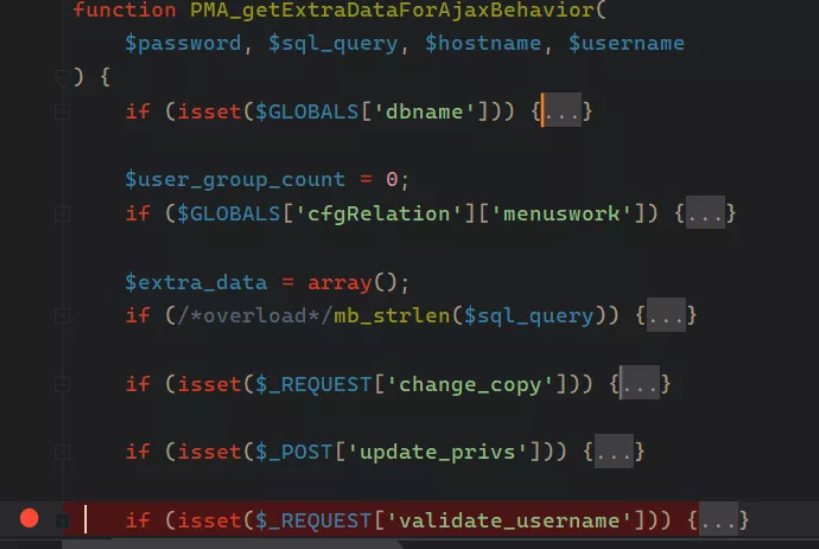 function PMA_getExtraDataForAjaxBehavior(
    $password, $sql_query, $hostname, $username
) {
    if (isset($GLOBALS['dbname'])) {...}
    $user_group_count = 0;
    if ($GLOBALS['cfgRelation']['menuswork']) {...}
    $extra_data = array();
    if (/*overload*/mb_strlen($sql_query)) {...}
    if (isset($_REQUEST['change_copy'])) {...}
    if (isset($_POST['update_privs'])) {...}
    if (isset($_REQUEST['validate_username'])) {...}